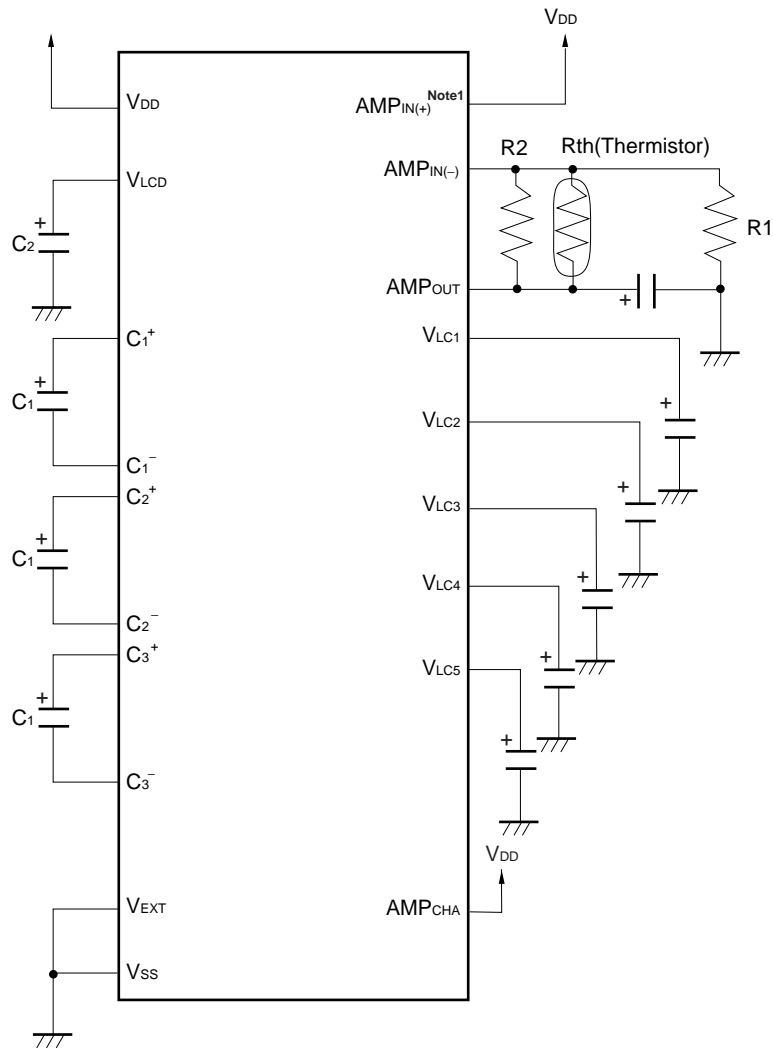 VDD
VDD
AMPIN(+) Note1
R2
Rth(Thermistor)
VLCD
AMPIN(−)
+
C2
R1
AMPOUT
+
C1+
VLC1
+
C1
+
VLC2
C1−
+
C2+
VLC3
+
C1
+
VLC4
C2−
+
C3+
VLC5
+
C1
+
C3−
VDD
VEXT
AMPCHA
VSS